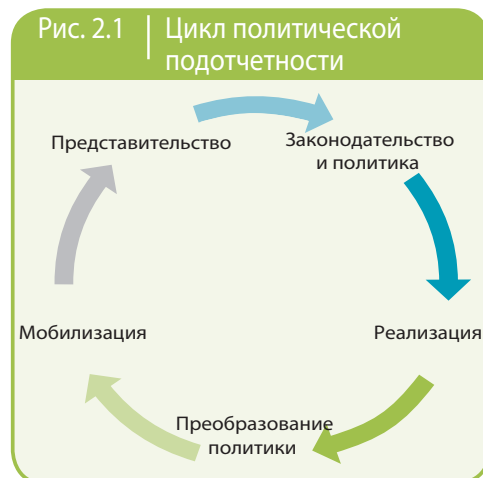 Рис. 2.1
Цикл политической
подотчетности
Представительство
Законодательство
и политика
Мобилизация
Реализация
Преобразование
политики